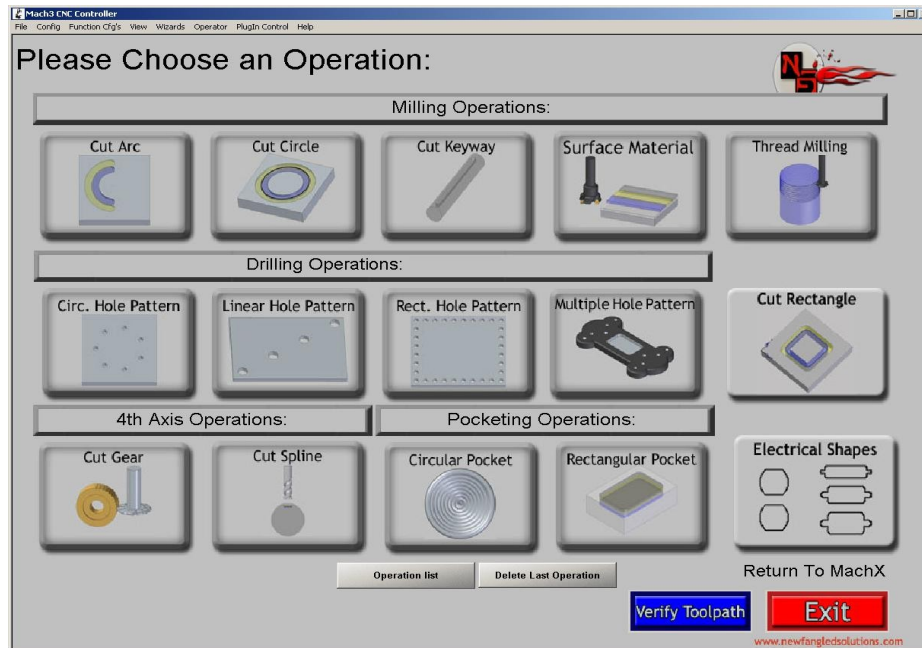 Mach3 CNC Controller
File Config Function Cfg's View Wizards Operator PlugIn Control Help
Please Choose an Operation:
Milling Operations:
Cut Arc
Cut Circle
Cut Keyway
Surface Material
Thread Milling
Drilling Operations:
Circ. Hole Pattern
Linear Hole Pattern
Rect. Hole Pattern
Multiple Hole Pattern
Cut Rectangle
4th Axis Operations:
Pocketing Operations:
Cut Gear
Cut Spline
Circular Pocket
Rectangular Pocket
Electrical Shapes
Operation list
Delete Last Operation
Return To MachX
Verify Toolpath
Exit
www.newfangledsolutions.com